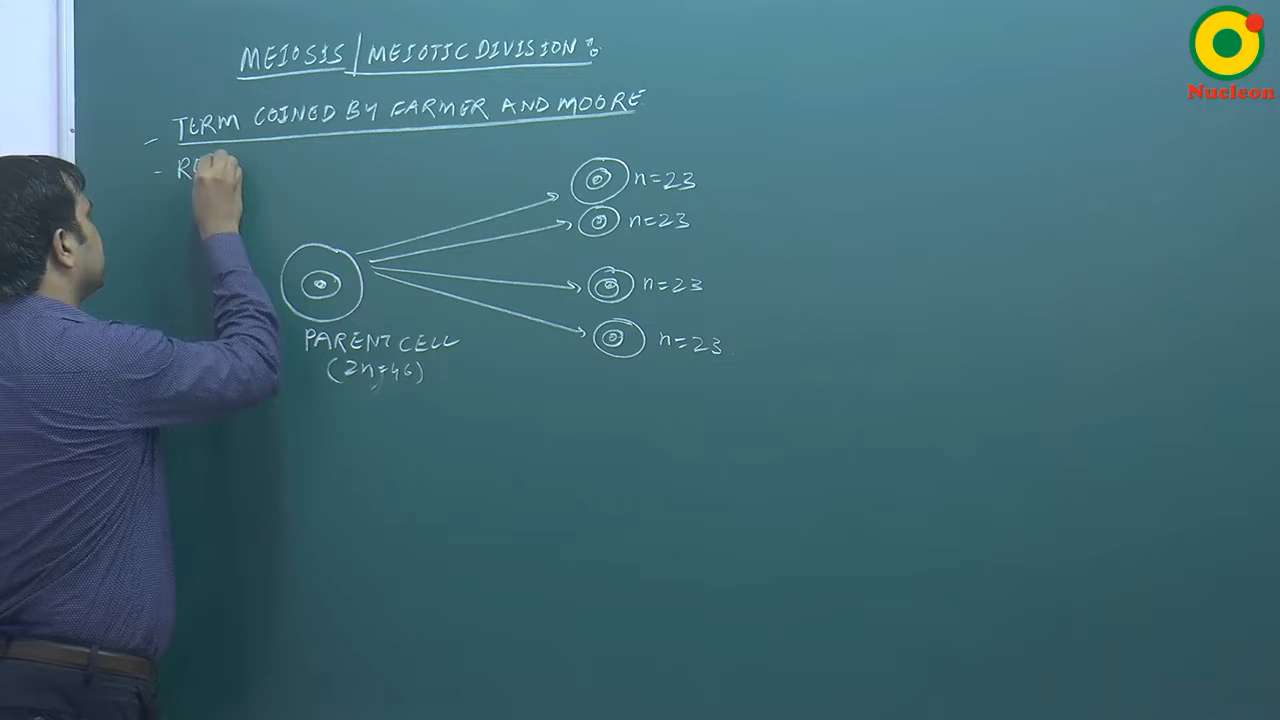 MEIOSIS/MEIOTIC DIVISION:
- TERM COINED BY FARMER AND MOORE
- R
n=23
n=23
n=23
n=23
PARENT CELL
(2n=46)
Nucleon